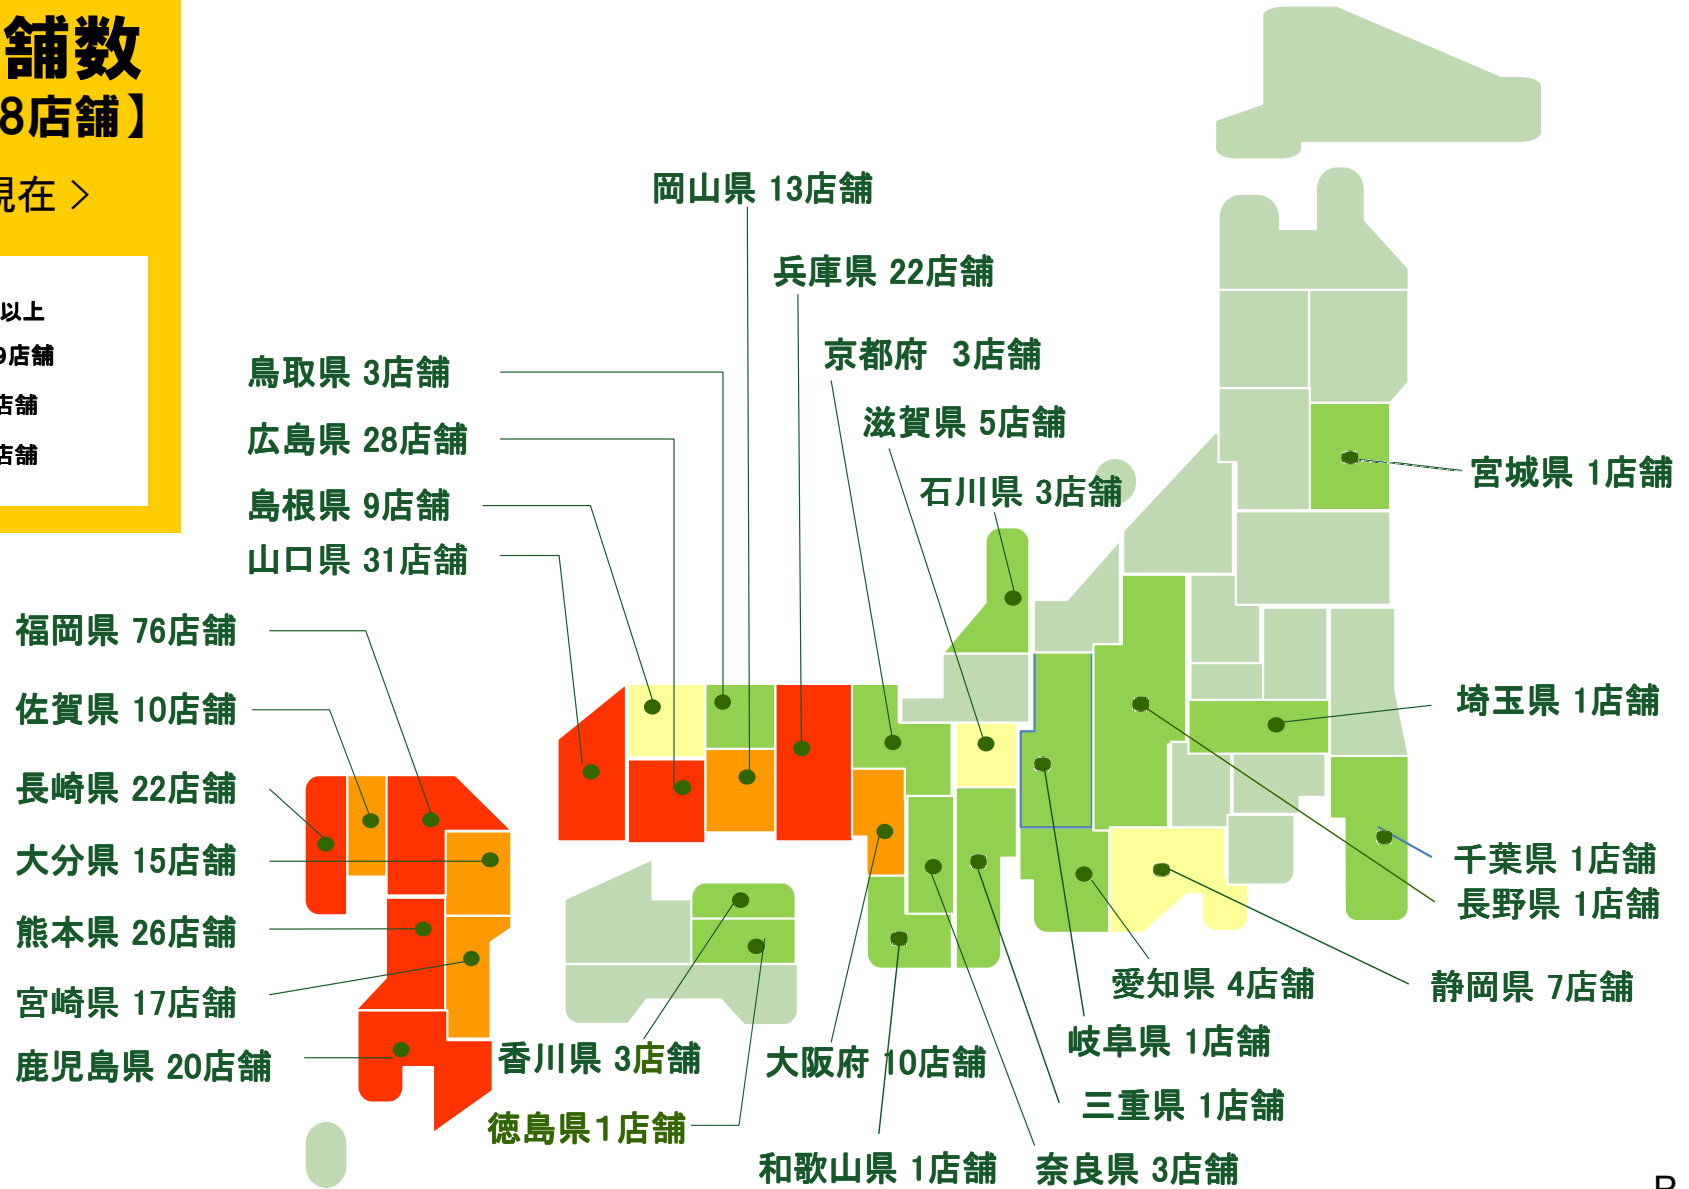 舗数
8店舗】
現在 >
以上
9店舗
店舗
店舗
岡山県 13店舗
兵庫県 22店舗
京都府 3店舗
滋賀県 5店舗
石川県 3店舗
鳥取県 3店舗
広島県 28店舗
島根県 9店舗
山口県 31店舗
福岡県 76店舗
佐賀県 10店舗
長崎県 22店舗
大分県 15店舗
熊本県 26店舗
宮崎県 17店舗
鹿児島県 20店舗
宮城県 1店舗
埼玉県 1店舗
千葉県 1店舗
長野県 1店舗
静岡県 7店舗
愛知県 4店舗
岐阜県 1店舗
三重県 1店舗
奈良県 3店舗
香川県 3店舗
大阪府 10店舗
徳島県1店舗
和歌山県 1店舗